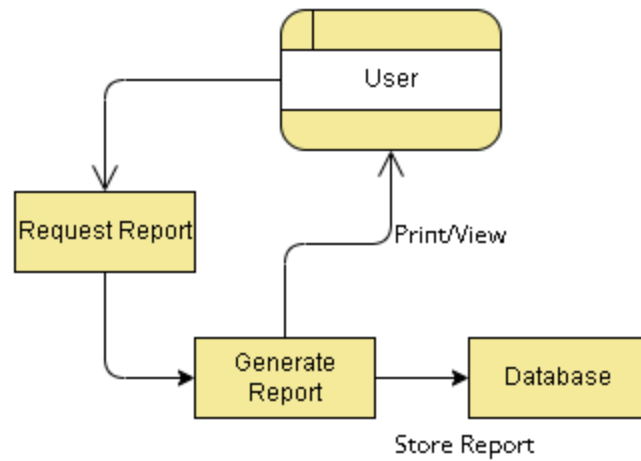 User
Request Report
Print/View
Generate
Report
Database
Store Report